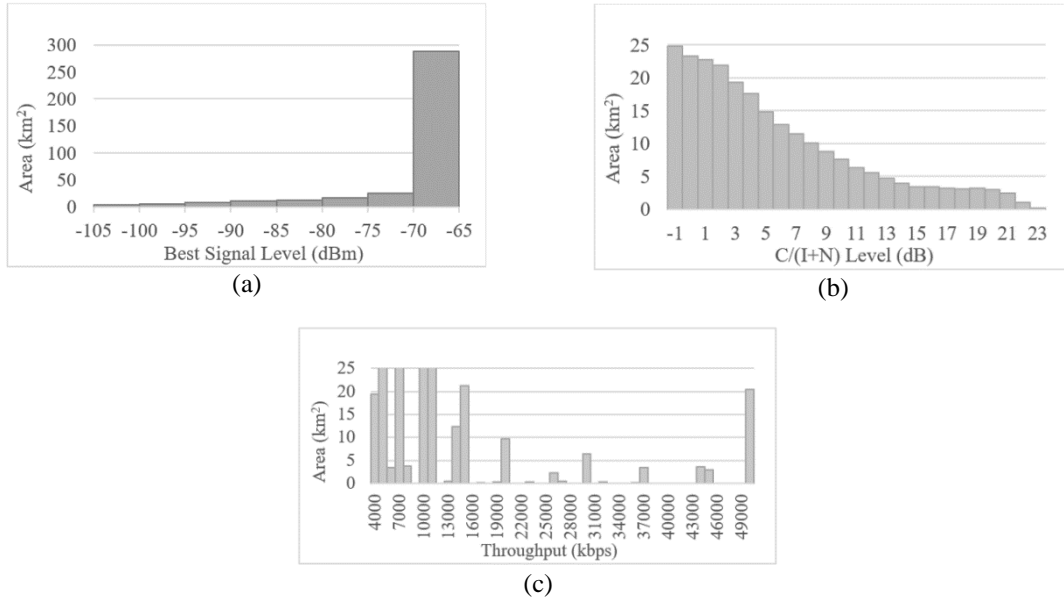 300
250
200
150
100
50
0
Area (km²)
-105 -100 -95 -90 -85 -80 -75 -70 -65
Best Signal Level (dBm)
(a)
25
20
15
10
5
0
Area (km²)
-1 1 3 5 7 9 11 13 15 17 19 21 23
C/(I+N) Level (dB)
(b)
25
20
15
10
5
0
Area (km²)
4000 7000 10000 13000 16000 19000 22000 25000 28000 31000 34000 37000 40000 43000 46000 49000
Throughput (kbps)
(c)